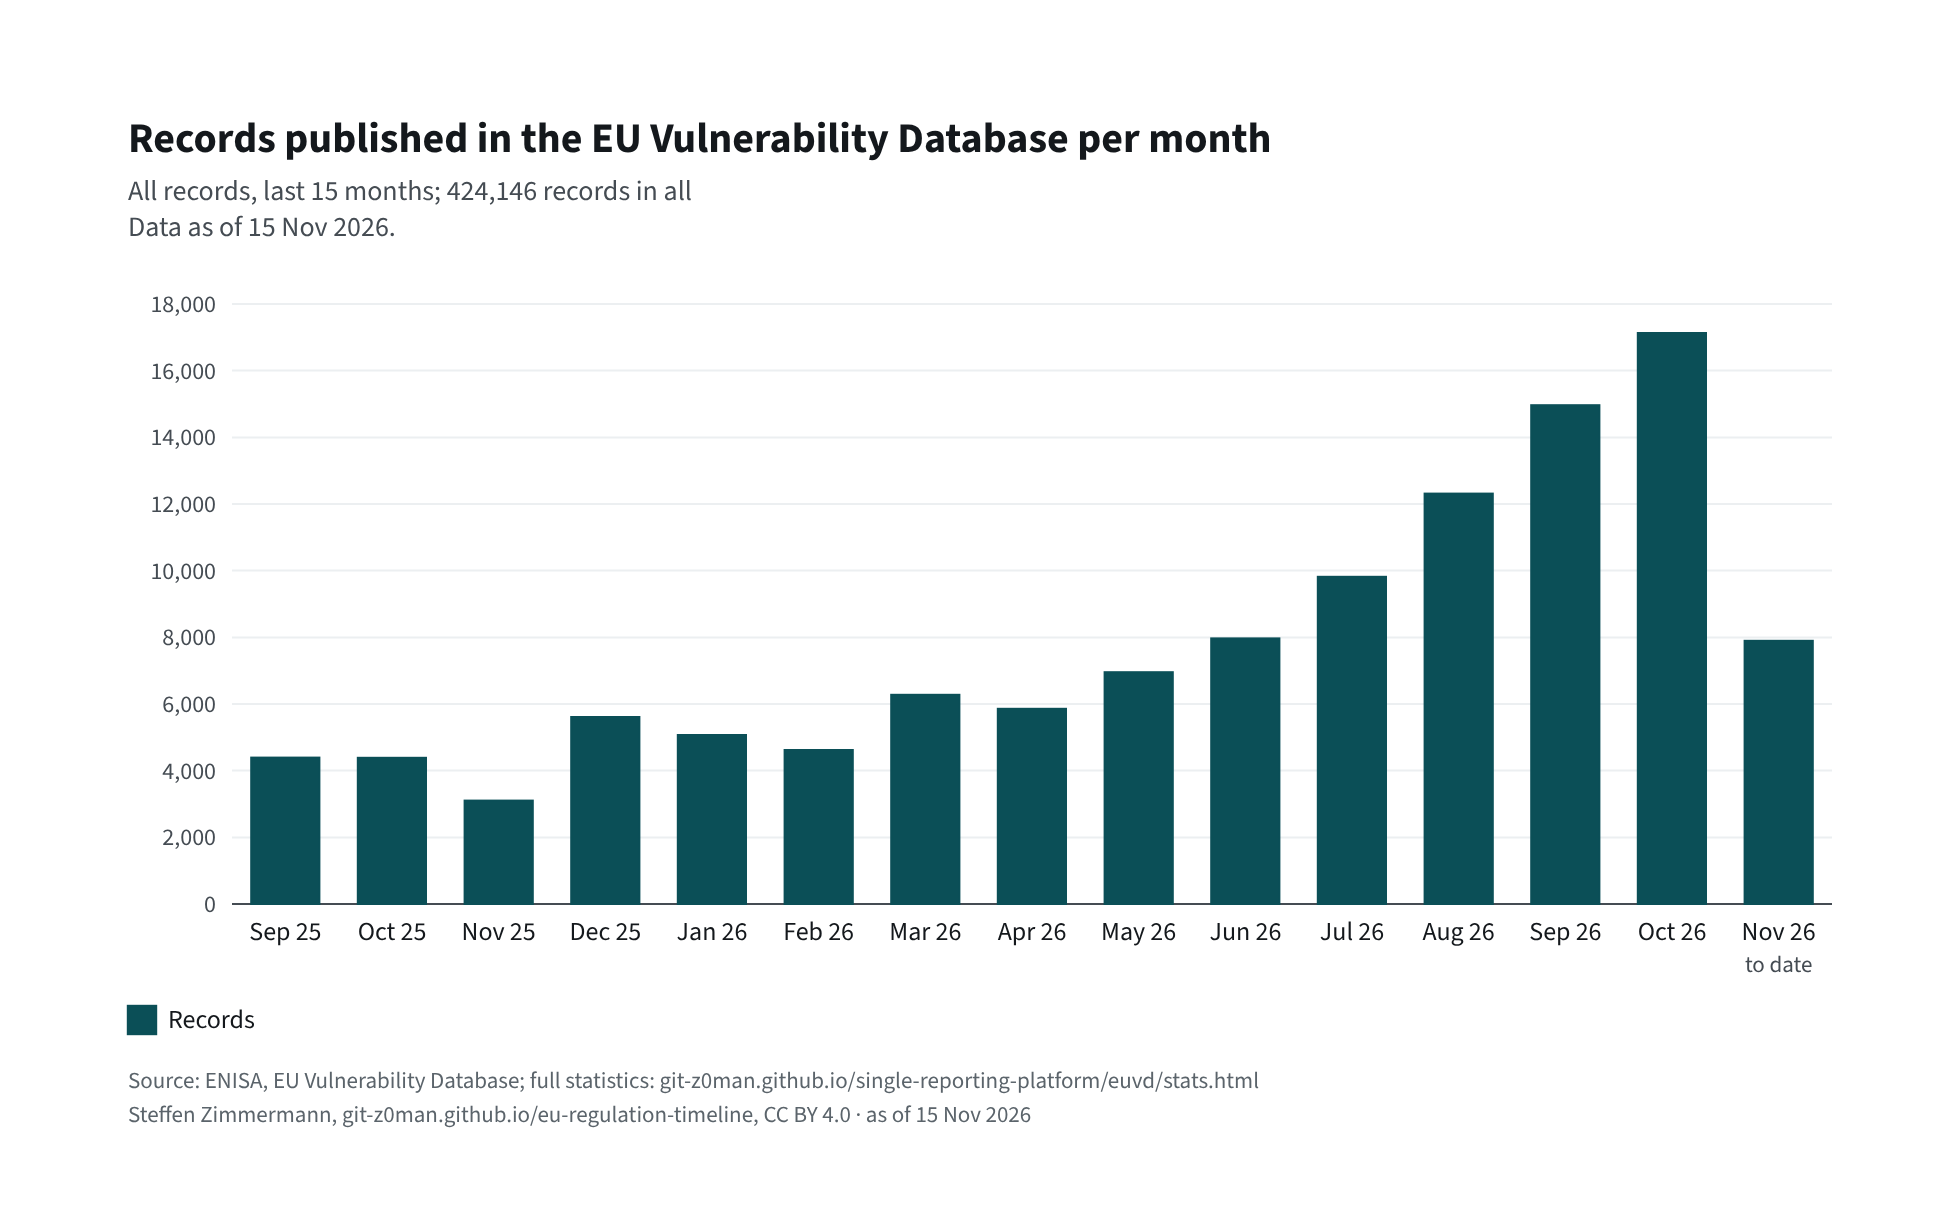 Records published in the EU Vulnerability Database per month
All records, last 15 months; 424,146 records in all
Data as of 15 Nov 2026.
18,000
16,000
14,000
12,000
10,000
8,000
6,000
4,000
2,000
0
Sep 25 Oct 25 Nov 25 Dec 25 Jan 26 Feb 26 Mar 26 Apr 26 May 26 Jun 26 Jul 26 Aug 26 Sep 26 Oct 26 Nov 26
to date
Records
Source: ENISA, EU Vulnerability Database; full statistics: git-z0man.github.io/single-reporting-platform/euvd/stats.html
Steffen Zimmermann, git-z0man.github.io/eu-regulation-timeline, CC BY 4.0 · as of 15 Nov 2026